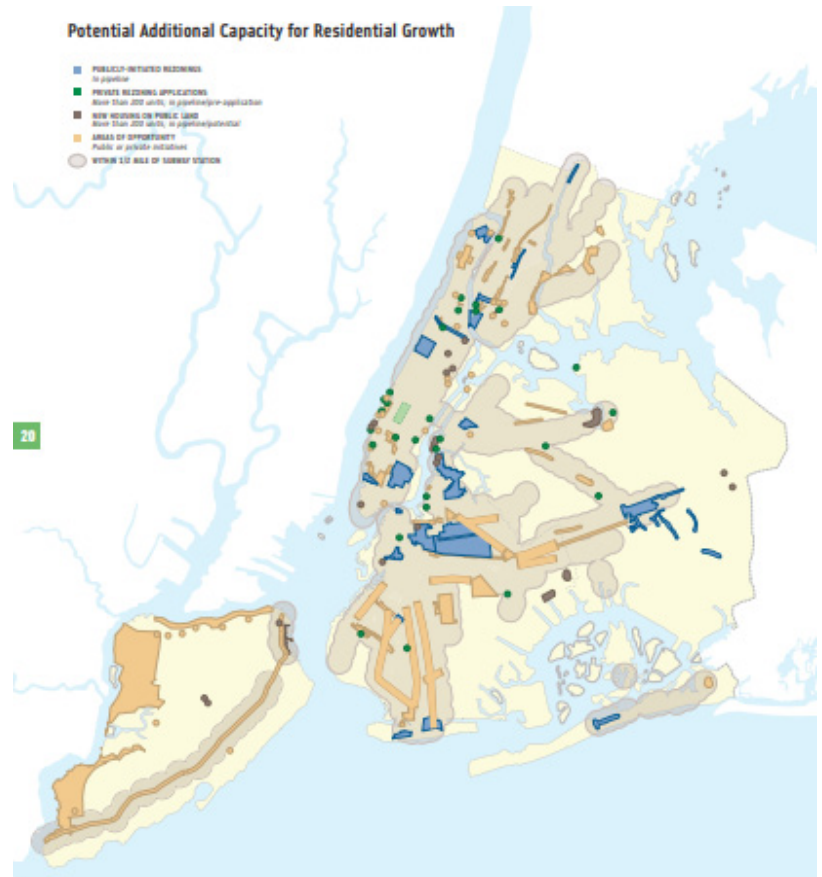 Potential Additional Capacity for Residential Growth
PUBLICLY-INITIATED REZONINGS
In pipeline
PRIVATE REZONING APPLICATIONS
More than 200 units, in pipeline/pre-application
NEW HOUSING ON PUBLIC LAND
More than 200 units, in pipeline/potential
AREAS OF OPPORTUNITY
Public or private initiatives
WITHIN 1/2 MILE OF SUBWAY STATION
20